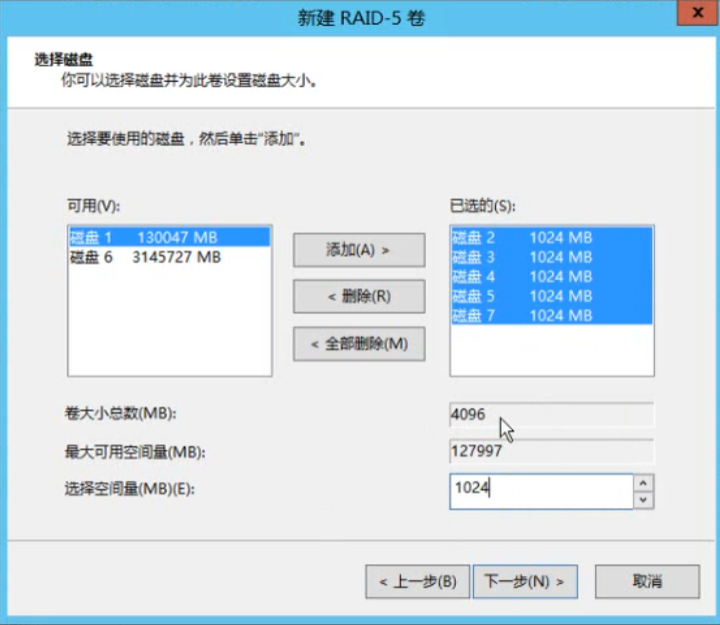 新建 RAID-5 卷
x
选择磁盘
你可以选择磁盘并为此卷设置磁盘大小。
选择要使用的磁盘，然后单击"添加"。
可用(V):
磁盘 1 130047 MB
磁盘 6 3145727 MB
添加(A) >
< 删除(R)
< 全部删除(M)
已选的(S):
磁盘 2 1024 MB
磁盘 3 1024 MB
磁盘 4 1024 MB
磁盘 5 1024 MB
磁盘 7 1024 MB
卷大小总数(MB): 4096
最大可用空间量(MB): 127997
选择空间量(MB)(E): 1024
< 上一步(B) 下一步(N) > 取消